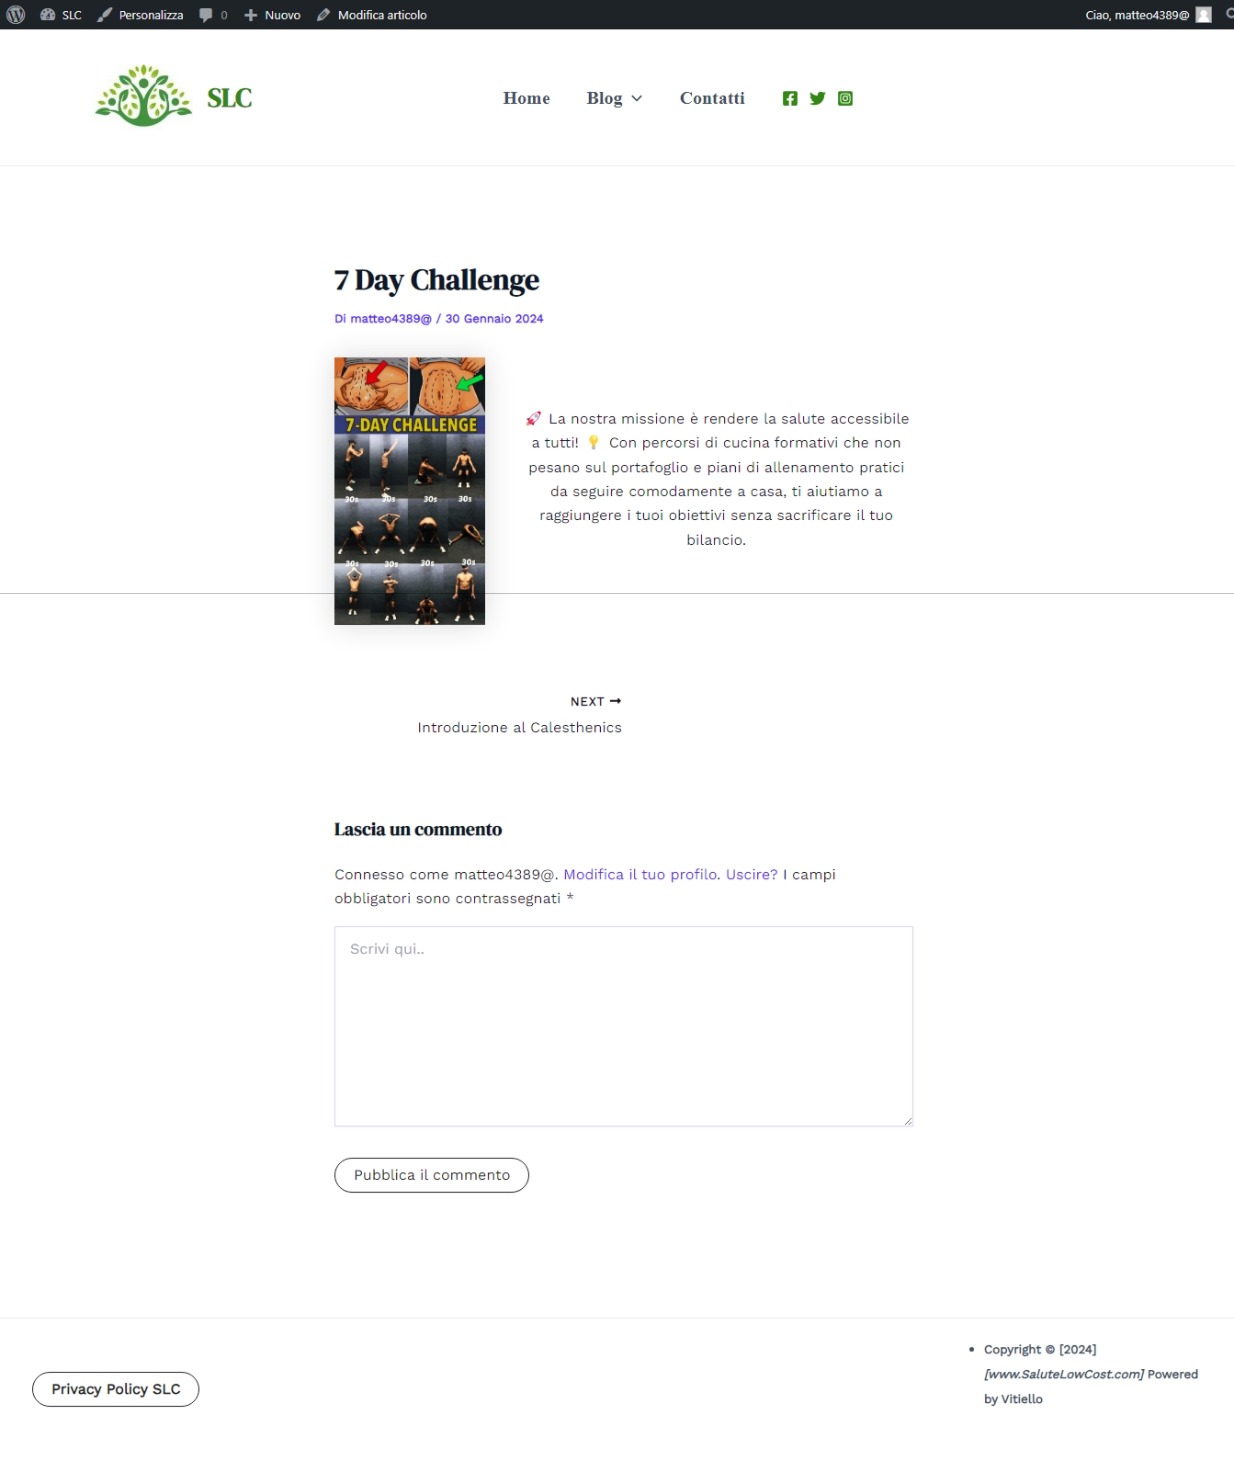 SLC
Personalizza
0
Nuovo
Modifica articolo
Ciao, matteo4389@
SLC
Home
Blog
Contatti
7 Day Challenge
Di matteo4389@ / 30 Gennaio 2024
7-DAY CHALLENGE
30s 30s 30s 30s
30s 30s 30s 30s
🚀 La nostra missione è rendere la salute accessibile
a tutti! 💡 Con percorsi di cucina formativi che non
pesano sul portafoglio e piani di allenamento pratici
da seguire comodamente a casa, ti aiutiamo a
raggiungere i tuoi obiettivi senza sacrificare il tuo
bilancio.
NEXT →
Introduzione al Calesthenics
Lascia un commento
Connesso come matteo4389@. Modifica il tuo profilo. Uscire? I campi
obbligatori sono contrassegnati *
Scrivi qui..
Pubblica il commento
Privacy Policy SLC
• Copyright © [2024]
[www.SaluteLowCost.com] Powered
by Vitiello